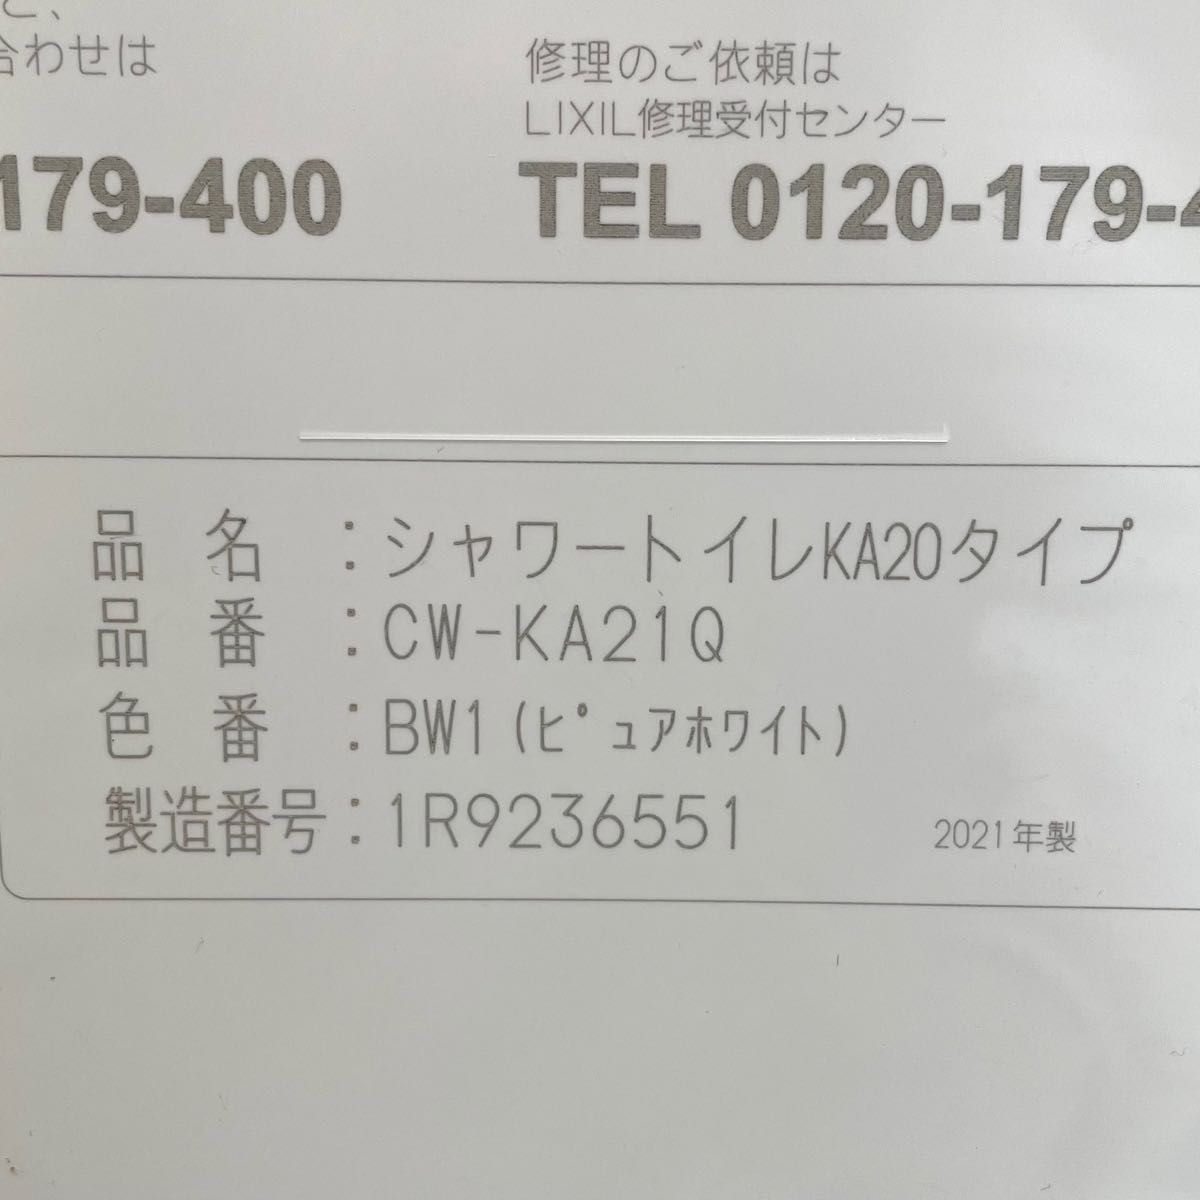 合わせは
179-400
修理のご依頼は
LIXIL修理受付センター
TEL 0120-179-4
品名:シャワートイレKA20タイプ
品番:CW-KA21Q
色番:BW1(ピュアホワイト)
製造番号:1R9236551
2021年製